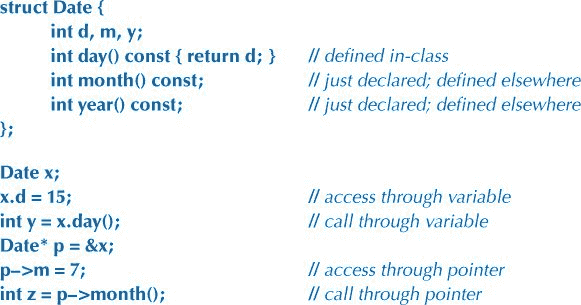 struct Date {
int d, m, y;
int day() const { return d; } // defined in-class
int month() const; // just declared; defined elsewhere
int year() const; // just declared; defined elsewhere
};
Date x;
x.d = 15; // access through variable
int y = x.day(); // call through variable
Date* p = &x;
p–>m = 7; // access through pointer
int z = p–>month(); // call through pointer